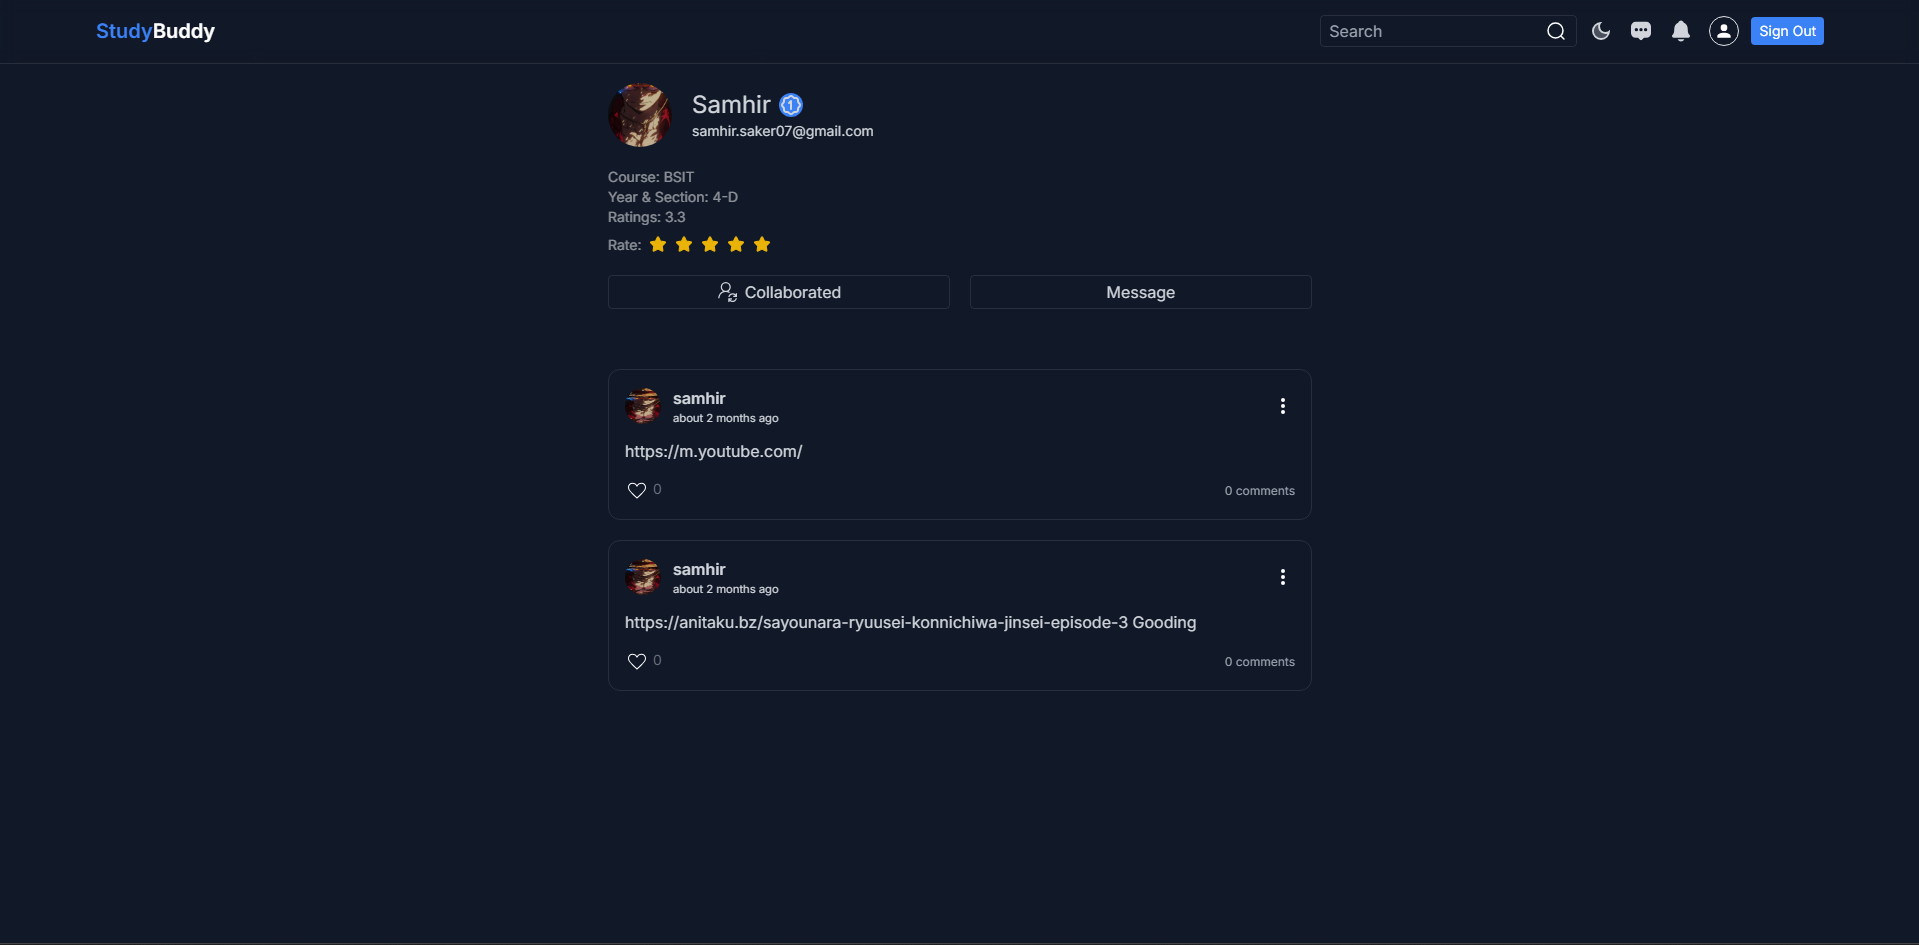 StudyBuddy
Search
Sign Out
Samhir 1
samhir.saker07@gmail.com
Course: BSIT
Year & Section: 4-D
Ratings: 3.3
Rate:
Collaborated
Message
samhir
about 2 months ago
https://m.youtube.com/
0
0 comments
samhir
about 2 months ago
https://anitaku.bz/sayounara-ryuusei-konnichiwa-jinsei-episode-3 Gooding
0
0 comments